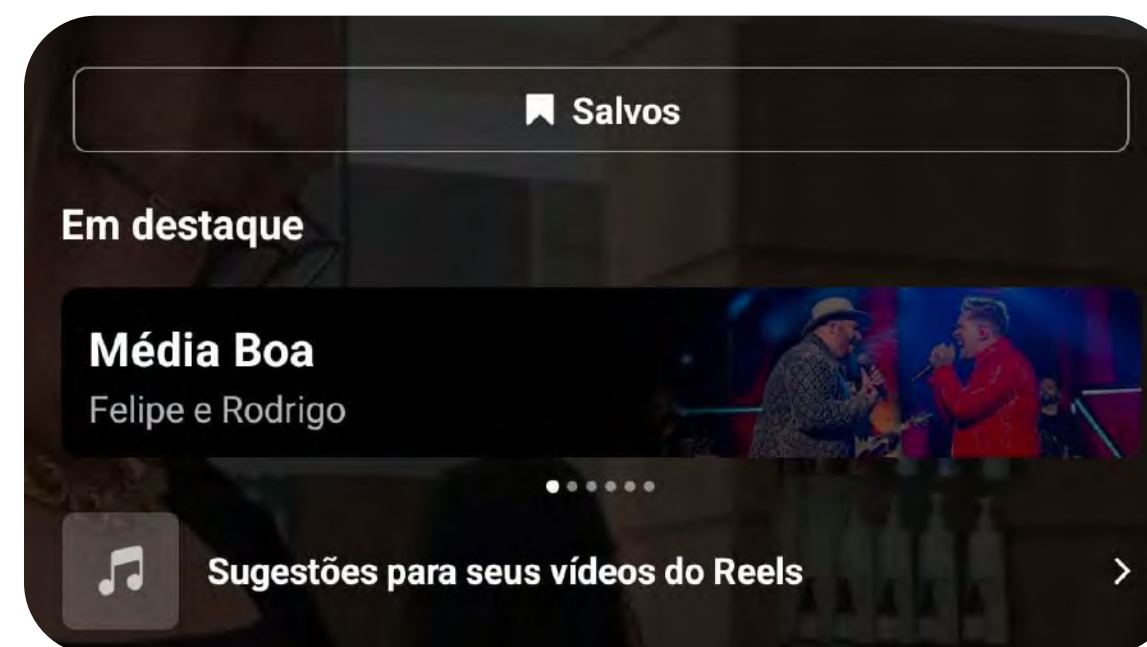 Salvos
Em destaque
Média Boa
Felipe e Rodrigo
Sugestões para seus vídeos do Reels